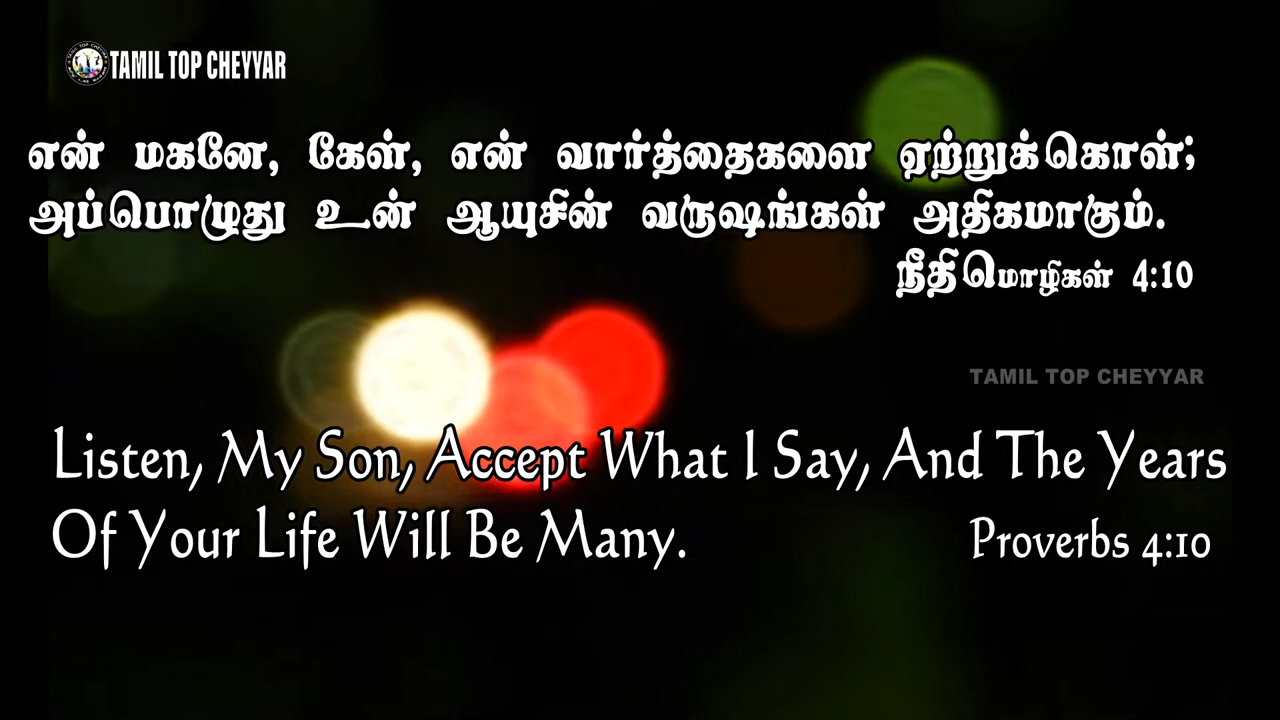 TAMIL TOP CHEYYAR
என் மகனே, கேள், என் வார்த்தைகளை ஏற்றுக்கொள்;
அப்பொழுது உன் ஆயுசின் வருஷங்கள் அதிகமாகும்.
நீதிமொழிகள் 4:10
TAMIL TOP CHEYYAR
Listen, My Son, Accept What I Say, And The Years
Of Your Life Will Be Many.
Proverbs 4:10